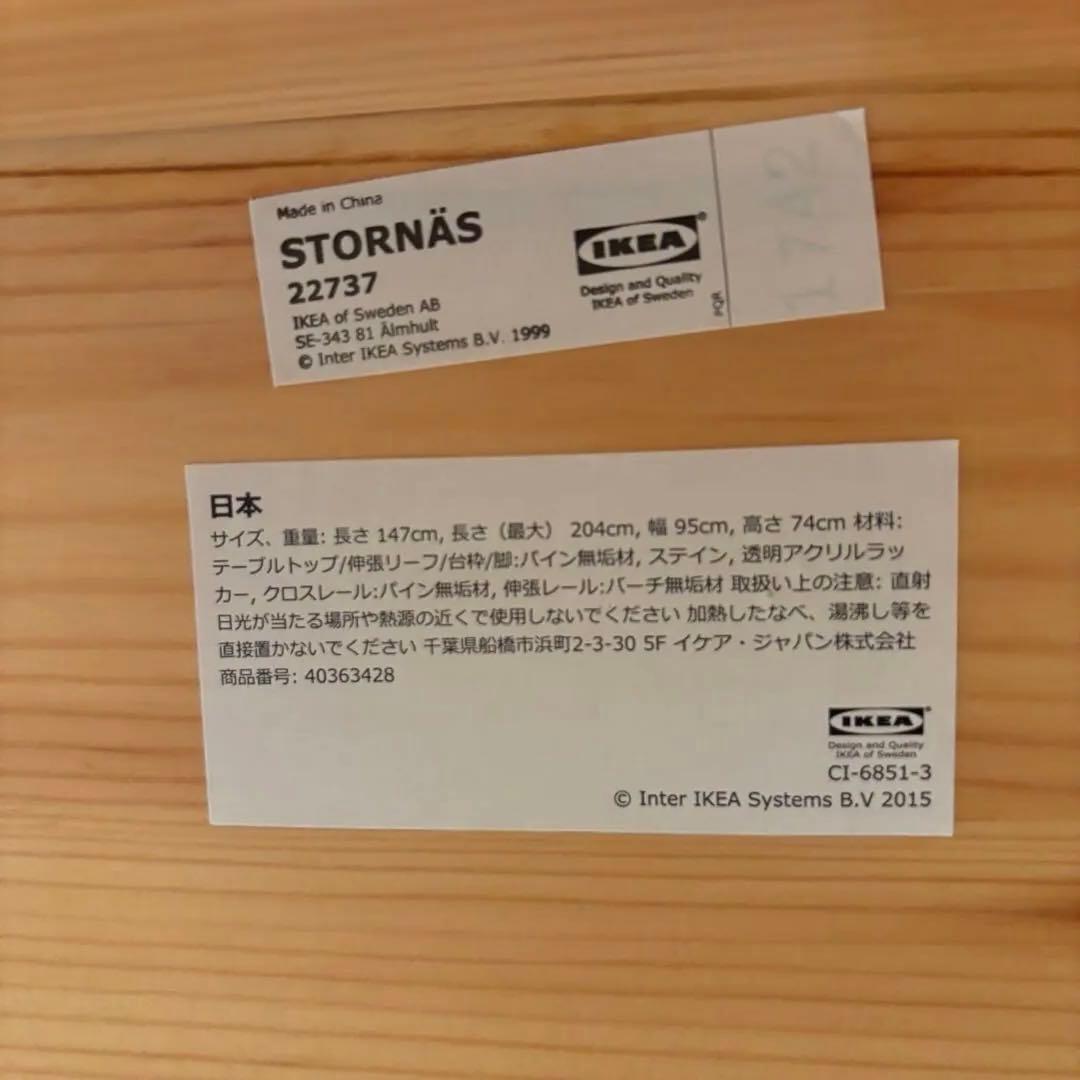 Made in China
STORNÄS
22737
IKEA of Sweden AB
SE-343 81 Älmhult
© Inter IKEA Systems B.V. 1999
IKEA®
Design and Quality
IKEA of Sweden
PQR
17A2
日本
サイズ、重量: 長さ 147cm, 長さ（最大） 204cm, 幅 95cm, 高さ 74cm 材料:
テーブルトップ/伸張リーフ/台枠/脚:パイン無垢材, ステイン, 透明アクリルラッ
カー, クロスレール:パイン無垢材, 伸張レール:バーチ無垢材 取扱い上の注意: 直射
日光が当たる場所や熱源の近くで使用しないでください 加熱したなべ、湯沸し等を
直接置かないでください 千葉県船橋市浜町2-3-30 5F イケア・ジャパン株式会社
商品番号: 40363428
IKEA®
Design and Quality
IKEA of Sweden
CI-6851-3
© Inter IKEA Systems B.V 2015